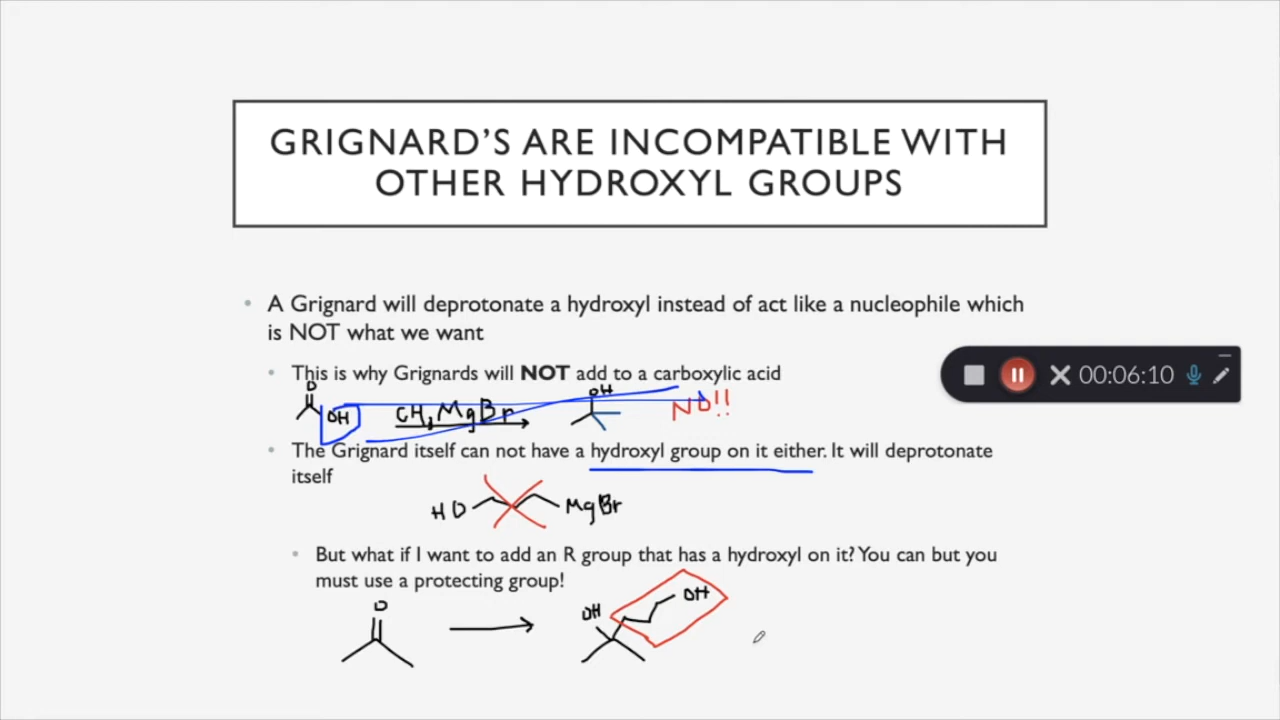 GRIGNARD'S ARE INCOMPATIBLE WITH
OTHER HYDROXYL GROUPS
• A Grignard will deprotonate a hydroxyl instead of act like a nucleophile which
is NOT what we want
• This is why Grignards will NOT add to a carboxylic acid
00:06:10
O
OH
CH3MgBr
OH
NO!!
• The Grignard itself can not have a hydroxyl group on it either. It will deprotonate
itself
HO
MgBr
• But what if I want to add an R group that has a hydroxyl on it? You can but you
must use a protecting group!
O
OH
OH